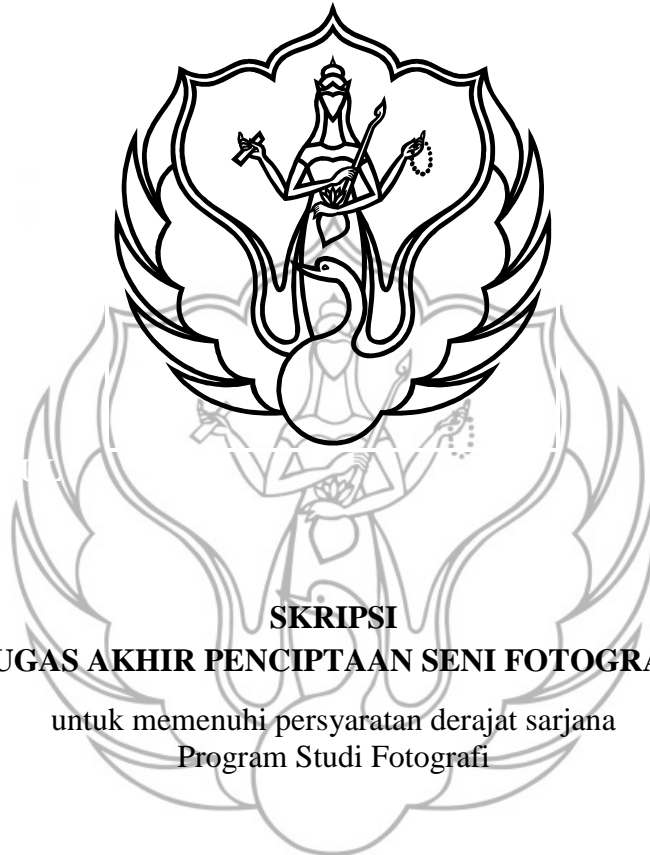 SKRIPSI
UGAS AKHIR PENCIPTAAN SENI FOTOGRA
untuk memenuhi persyaratan derajat sarjana
Program Studi Fotografi